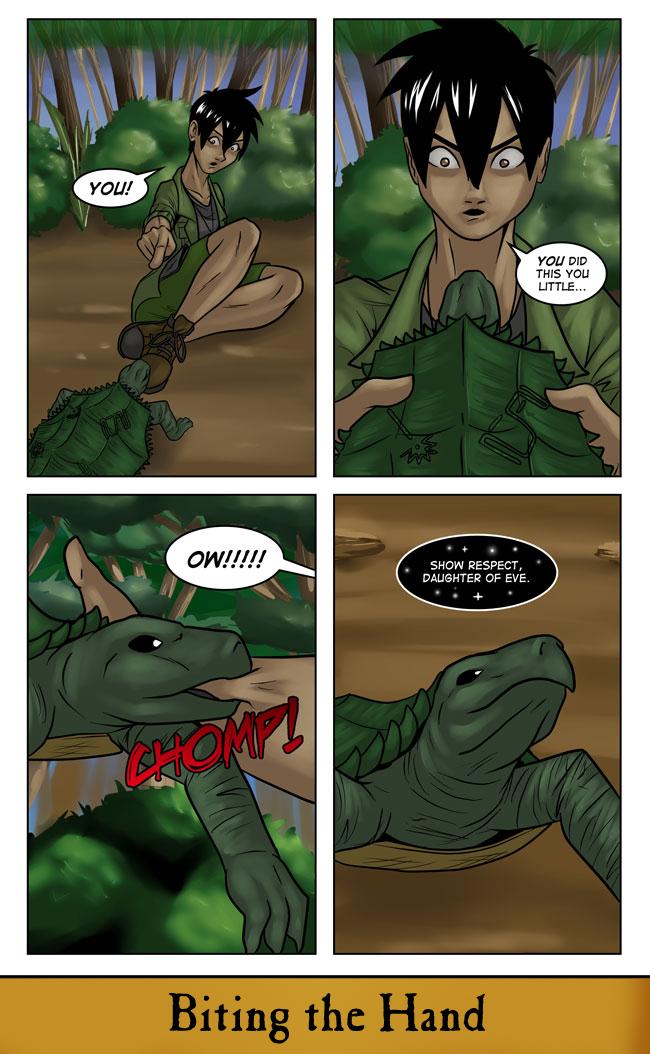 YOU!
YOU DID
THIS YOU
LITTLE...
OW!!!!!
CHOMP!
SHOW RESPECT,
DAUGHTER OF EVE.
Biting the Hand